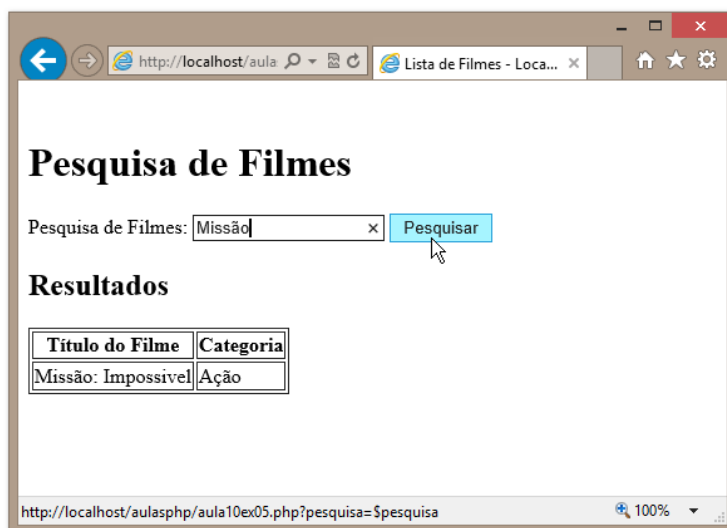 http://localhost/aula
Lista de Filmes - Loca...
Pesquisa de Filmes
Pesquisa de Filmes: Missão Pesquisar
Resultados
Título do Filme Categoria
Missão: Impossivel Ação
http://localhost/aulasphp/aula10ex05.php?pesquisa=$pesquisa 100%